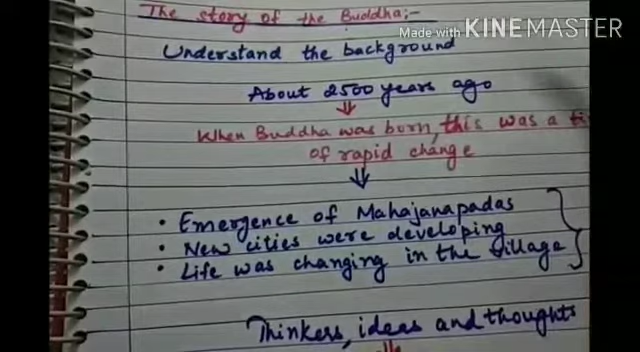 The story of the Buddha:-
Made with KINEMASTER
Understand the background
About 2500 years ago
When Buddha was born, this was a
of rapid change
• Emergence of Mahajanapadas
• New cities were developing
• Life was changing in the village
Thinkers, ideas and thoughts